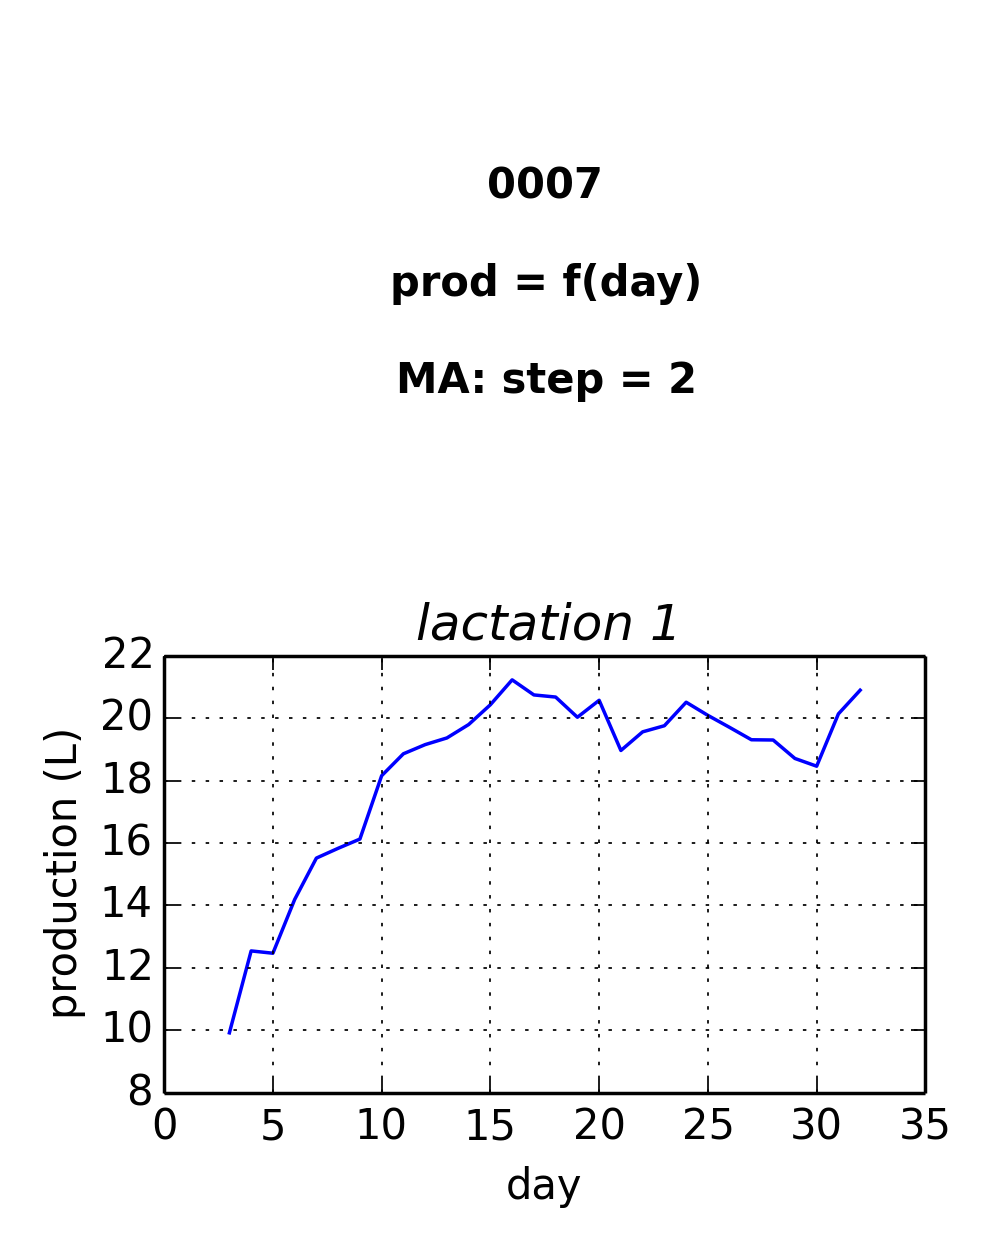 0007
prod = f(day)
MA: step = 2
lactation 1
production (L)
22
20
18
16
14
12
10
8
0 5 10 15 20 25 30 35
day